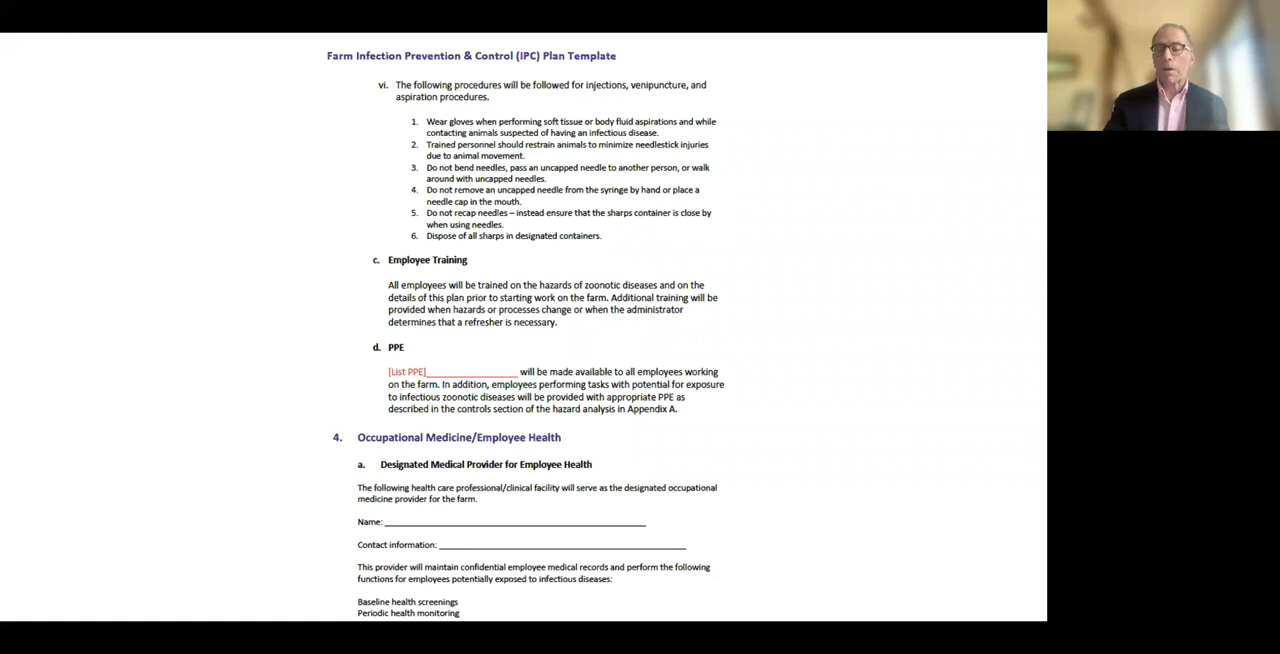 Farm Infection Prevention & Control (IPC) Plan Template
vi. The following procedures will be followed for injections, venipuncture, and
aspiration procedures.
1. Wear gloves when performing soft tissue or body fluid aspirations and while
contacting animals suspected of having an infectious disease.
2. Trained personnel should restrain animals to minimize needlestick injuries
due to animal movement.
3. Do not bend needles, pass an uncapped needle to another person, or walk
around with uncapped needles.
4. Do not remove an uncapped needle from the syringe by hand or place a
needle cap in the mouth.
5. Do not recap needles – instead ensure that the sharps container is close by
when using needles.
6. Dispose of all sharps in designated containers.
c. Employee Training
All employees will be trained on the hazards of zoonotic diseases and on the
details of this plan prior to starting work on the farm. Additional training will be
provided when hazards or processes change or when the administrator
determines that a refresher is necessary.
d. PPE
[List PPE]____________________ will be made available to all employees working
on the farm. In addition, employees performing tasks with potential for exposure
to infectious zoonotic diseases will be provided with appropriate PPE as
described in the controls section of the hazard analysis in Appendix A.
4. Occupational Medicine/Employee Health
a. Designated Medical Provider for Employee Health
The following health care professional/clinical facility will serve as the designated occupational
medicine provider for the farm.
Name: ____________________
Contact information: ____________________
This provider will maintain confidential employee medical records and perform the following
functions for employees potentially exposed to infectious diseases:
Baseline health screenings
Periodic health monitoring